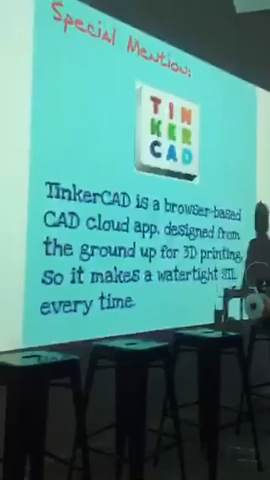 Special Mention:
TIN
KER
CAD
TinkerCAD is a browser-based
CAD Cloud app, designed from
the ground up for 3D printing,
so it makes a watertight STL
every time.